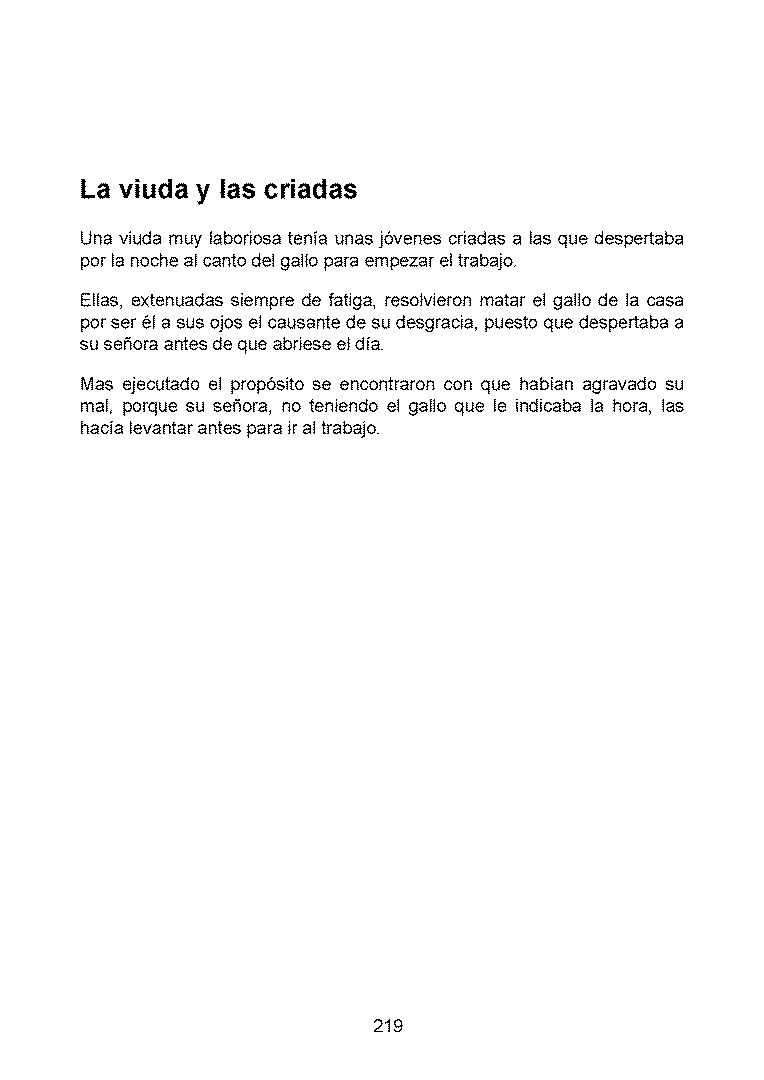 La viuda y las criadas
Una viuda muy laboriosa tenía unas jóvenes criadas a las que despertaba
por la noche al canto del gallo para empezar el trabajo.
Ellas, extenuadas siempre de fatiga, resolvieron matar el gallo de la casa
por ser él a sus ojos el causante de su desgracia, puesto que despertaba a
su señora antes de que abriese el día.
Mas ejecutado el propósito se encontraron con que habían agravado su
mal, porque su señora, no teniendo el gallo que le indicaba la hora, las
hacía levantar antes para ir al trabajo.
219